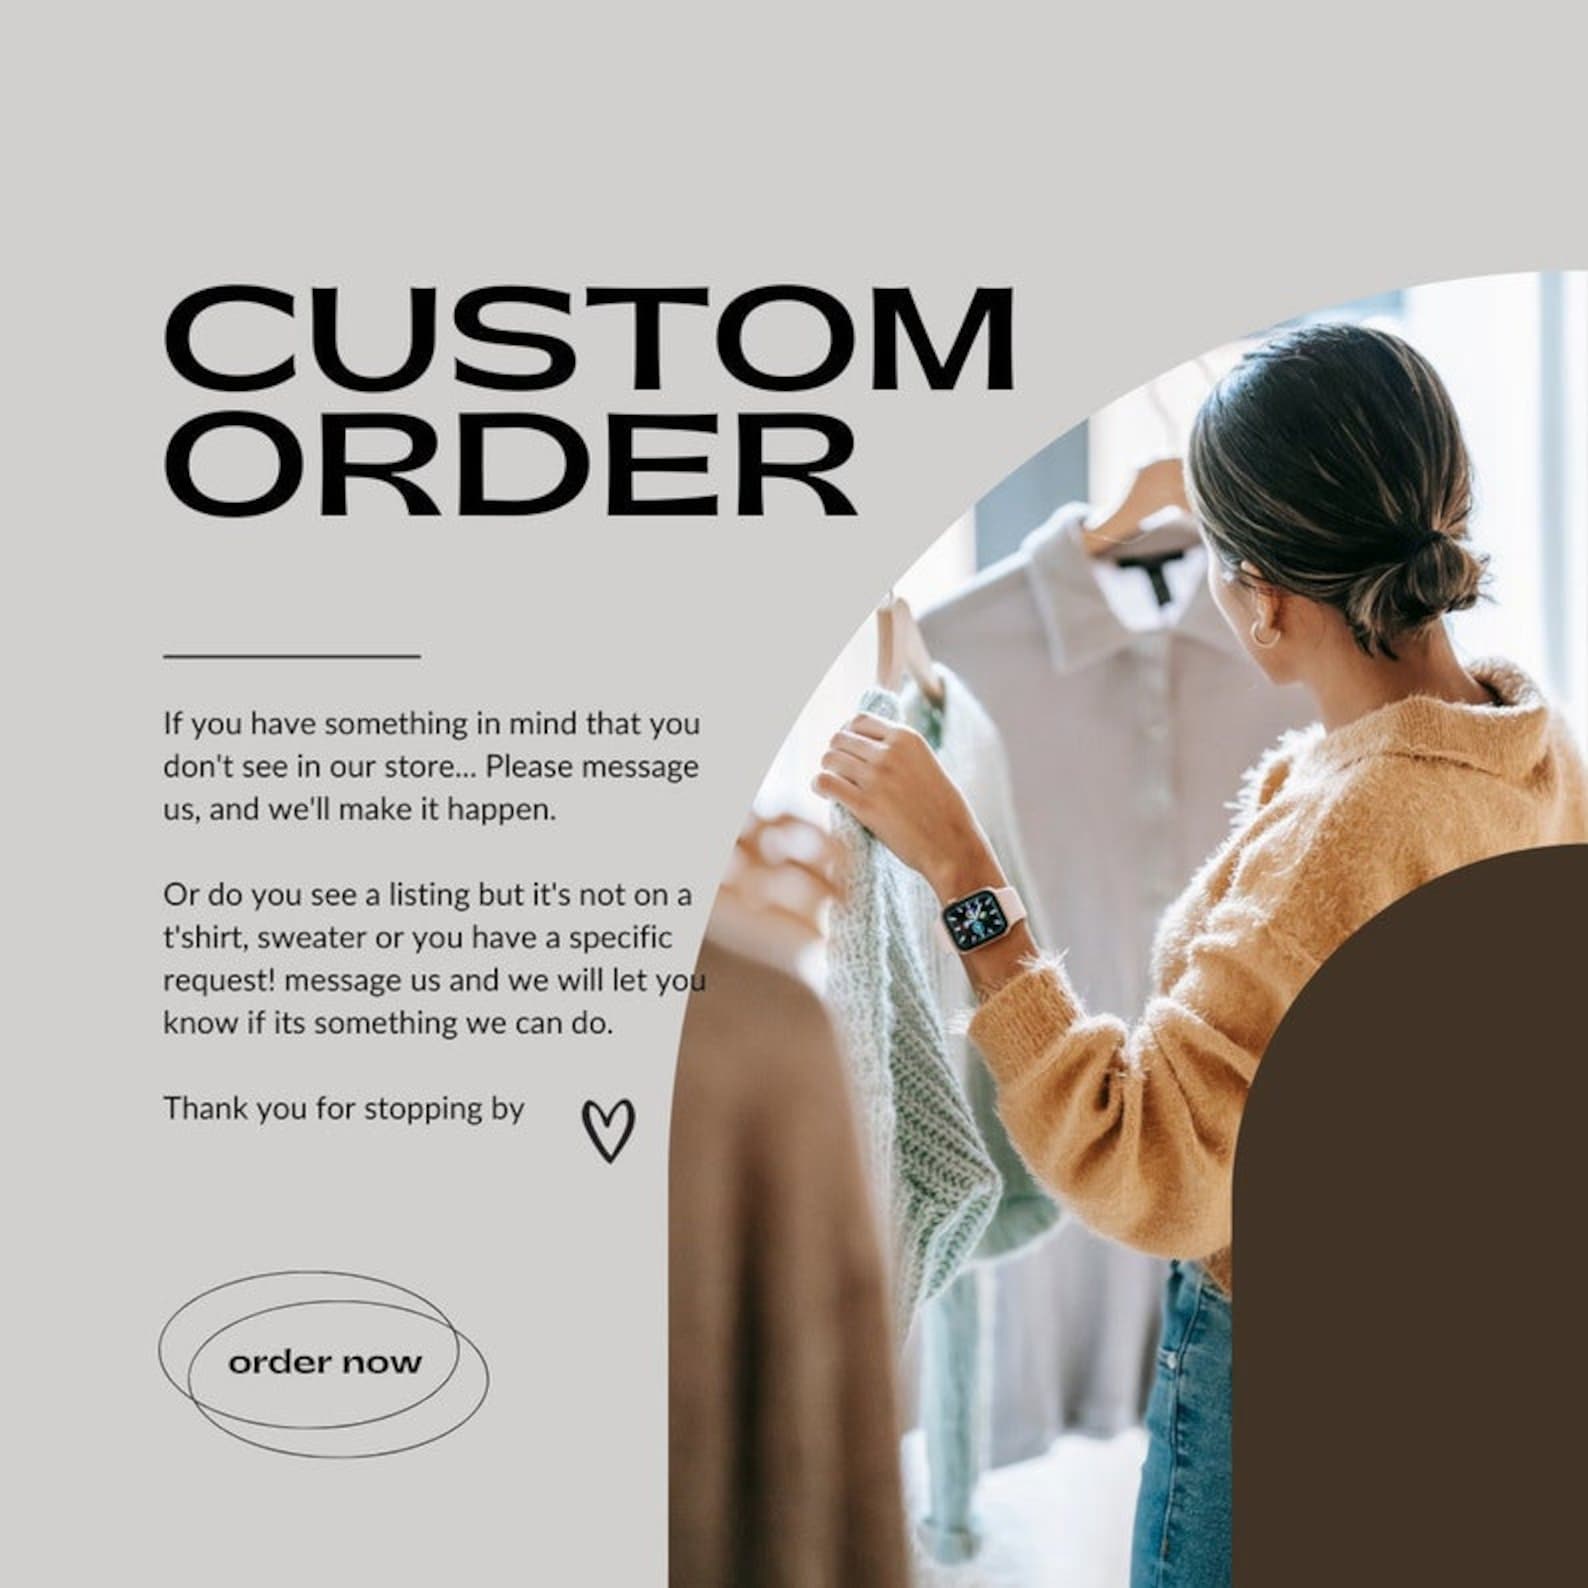 CUSTOM
ORDER
If you have something in mind that you
don't see in our store... Please message
us, and we'll make it happen.
Or do you see a listing but it's not on a
t'shirt, sweater or you have a specific
request! message us and we will let you
know if its something we can do.
Thank you for stopping by
order now